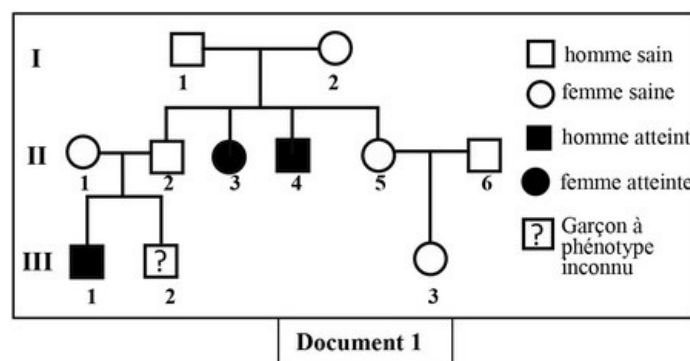 I
1
2
homme sain
femme saine
homme atteint
femme atteinte
Garçon à
phénotype
inconnu
II
1
2
3
4
5
6
III
1
?
2
3
?
Document 1